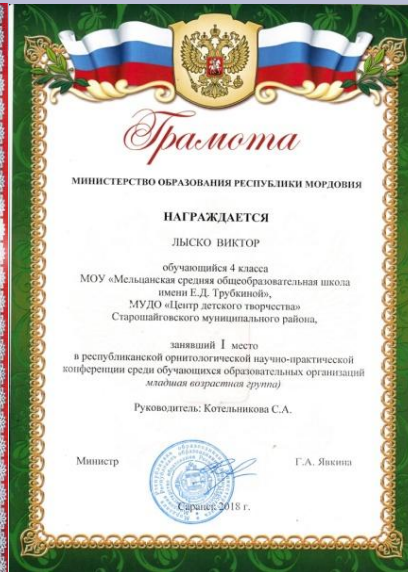 Грамота
МИНИСТЕРСТВО ОБРАЗОВАНИЯ РЕСПУБЛИКИ МОРДОВИЯ
НАГРАЖДАЕТСЯ
ЛЫСКО ВИКТОР
обучающийся 4 класса
МОУ «Мельцанская средняя общеобразовательная школа
имени Е.Д. Трубкиной»,
МУДО «Центр детского творчества»
Старошайговского муниципального района,
занявший I место
в республиканской орнитологической научно-практической
конференции среди обучающихся образовательных организаций
младшая возрастная группа)
Руководитель: Котельникова С.А.
Министр Г.А. Явкина
Саранск 2018 г.